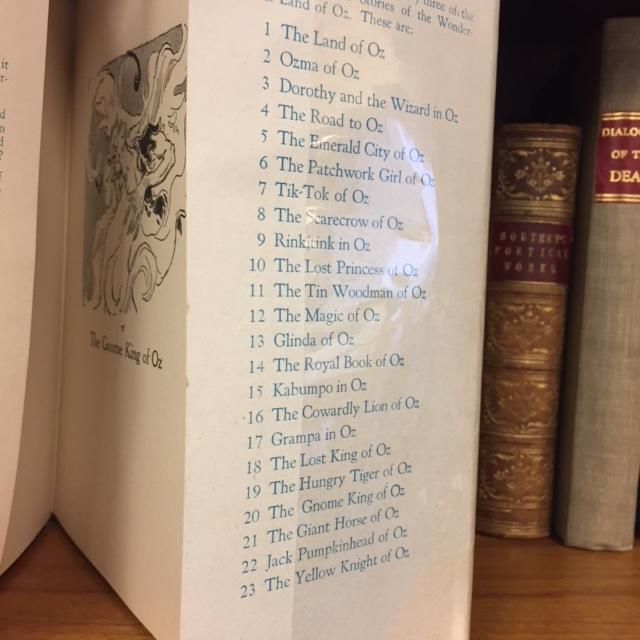 three of the
Stories of the Wonder-
Land of Oz. These are:
1 The Land of Oz
2 Ozma of Oz
3 Dorothy and the Wizard in Oz
4 The Road to Oz
5 The Emerald City of Oz
6 The Patchwork Girl of Oz
7 Tik-Tok of Oz
8 The Scarecrow of Oz
9 Rinkitink in Oz
10 The Lost Princess of Oz
11 The Tin Woodman of Oz
12 The Magic of Oz
13 Glinda of Oz
14 The Royal Book of Oz
15 Kabumpo in Oz
16 The Cowardly Lion of Oz
17 Grampa in Oz
18 The Lost King of Oz
19 The Hungry Tiger of Oz
20 The Gnome King of Oz
21 The Giant Horse of Oz
22 Jack Pumpkinhead of Oz
23 The Yellow Knight of Oz
The Gnome King of Oz
SOUTHEY'S
POETICAL
WORKS
OF